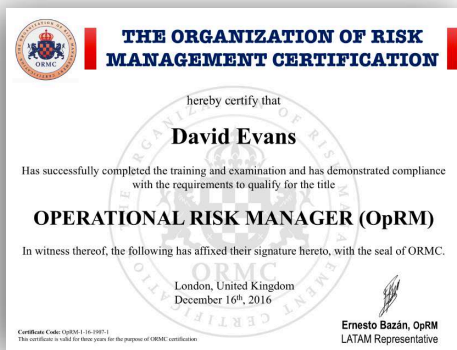 THE ORGANIZATION OF RISK
MANAGEMENT CERTIFICATION
ORMC
hereby certify that
David Evans
Has successfully completed the training and examination and has demonstrated compliance
with the requirements to qualify for the title
OPERATIONAL RISK MANAGER (OpRM)
In witness thereof, the following has affixed their signature hereto, with the seal of ORMC.
ORMC
London, United Kingdom
December 16th, 2016
Ernesto Bazán, OpRM
LATAM Representative
Certificate Code: OpRM-1-16-1907-1
This certificate is valid for three years for the purpose of ORMC certification